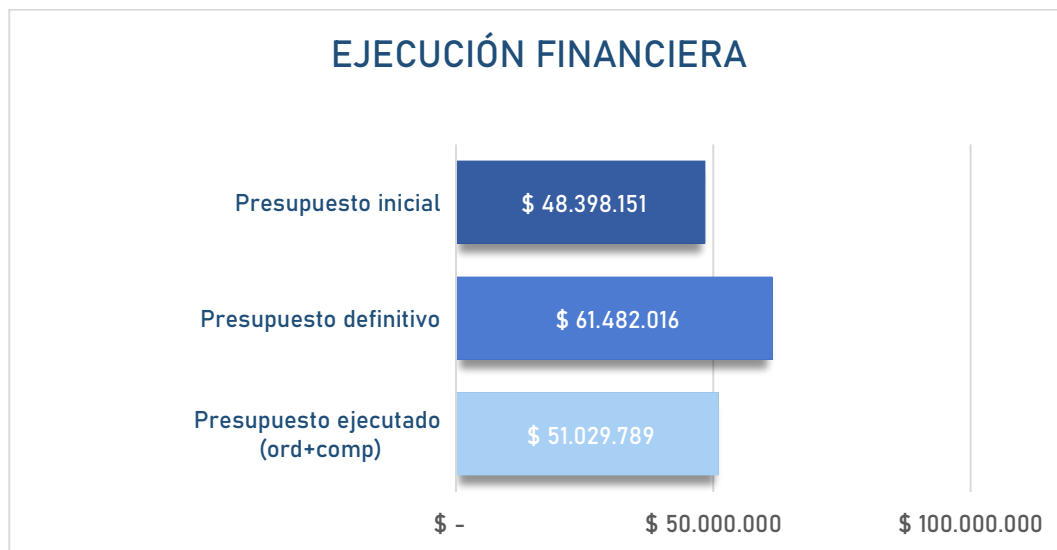 EJECUCIÓN FINANCIERA
Presupuesto inicial
$ 48.398.151
Presupuesto definitivo
$ 61.482.016
Presupuesto ejecutado
(ord+comp)
$ 51.029.789
$ -
$ 50.000.000
$ 100.000.000